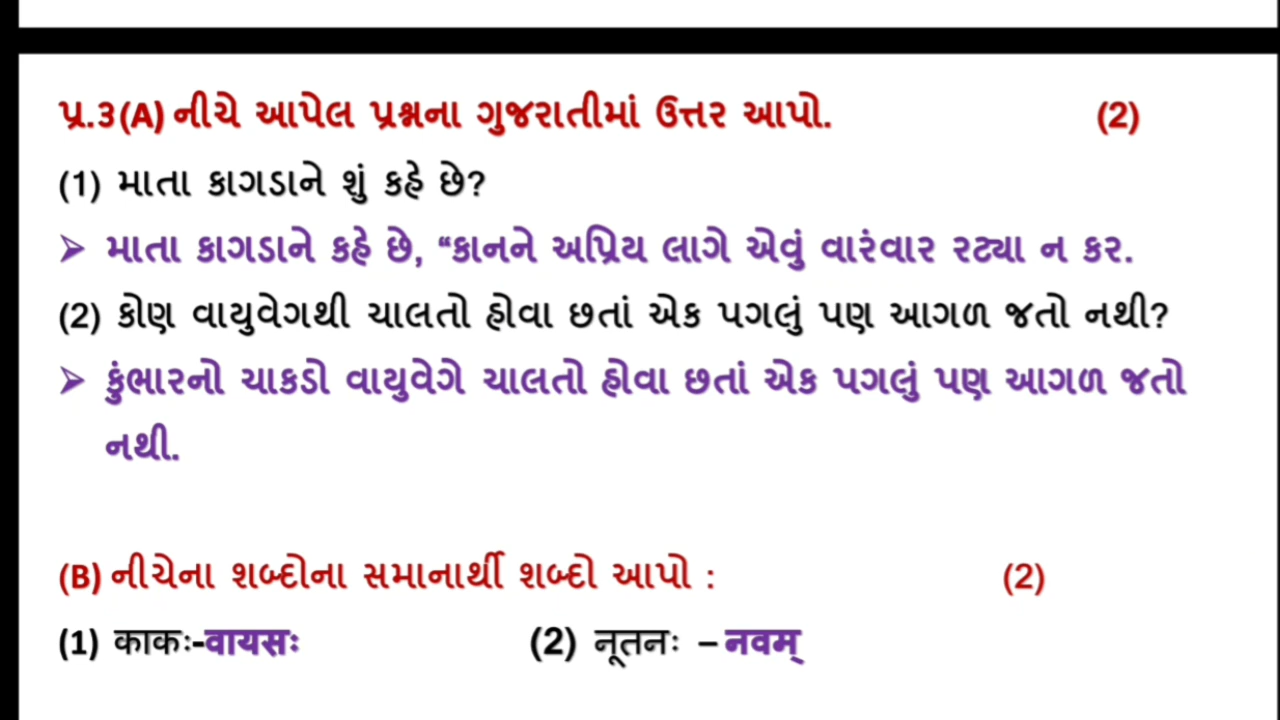 પ્ર.૩(A) નીચે આપેલ પ્રશ્નના ગુજરાતીમાં ઉત્તર આપો. (2)
(1) માતા કાગડાને શું કહે છે?
➢ માતા કાગડાને કહે છે, “કાનને અપ્રિય લાગે એવું વારંવાર રટ્યા ન કર.
(2) કોણ વાયુવેગથી ચાલતો હોવા છતાં એક પગલું પણ આગળ જતો નથી?
➢ કુંભારનો ચાકડો વાયુવેગે ચાલતો હોવા છતાં એક પગલું પણ આગળ જતો
નથી.
(B) નીચેના શબ્દોના સમાનાર્થી શબ્દો આપો : (2)
(1) काकः-वायसः (2) नूतनः – नवम्